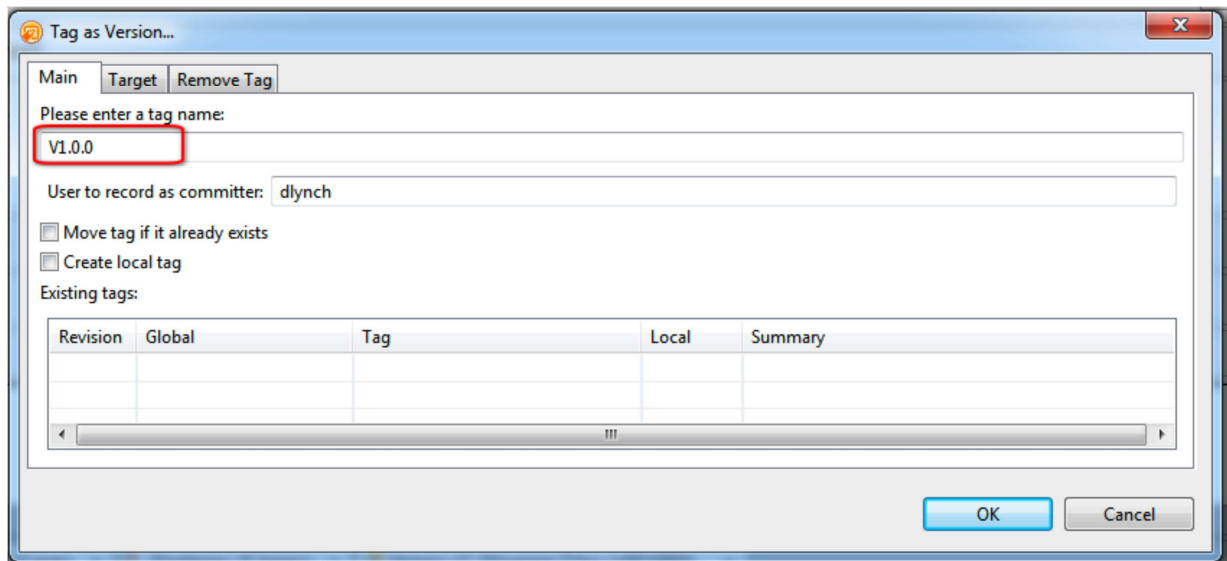 Tag as Version...
Main Target Remove Tag
Please enter a tag name:
V1.0.0
User to record as committer: dlynch
Move tag if it already exists
Create local tag
Existing tags:
Revision Global Tag Local Summary
OK Cancel